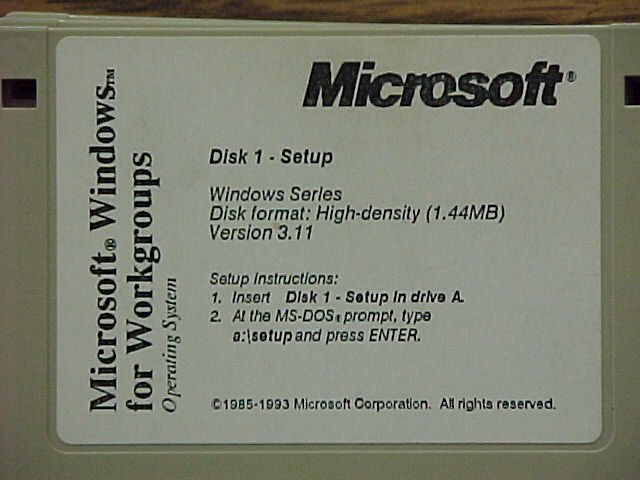 Microsoft® Windows™
for Workgroups
Operating System
Microsoft®
Disk 1 - Setup
Windows Series
Disk format: High-density (1.44MB)
Version 3.11
Setup Instructions:
1. Insert Disk 1 - Setup in drive A.
2. At the MS-DOS® prompt, type
a:\setup and press ENTER.
©1985-1993 Microsoft Corporation. All rights reserved.